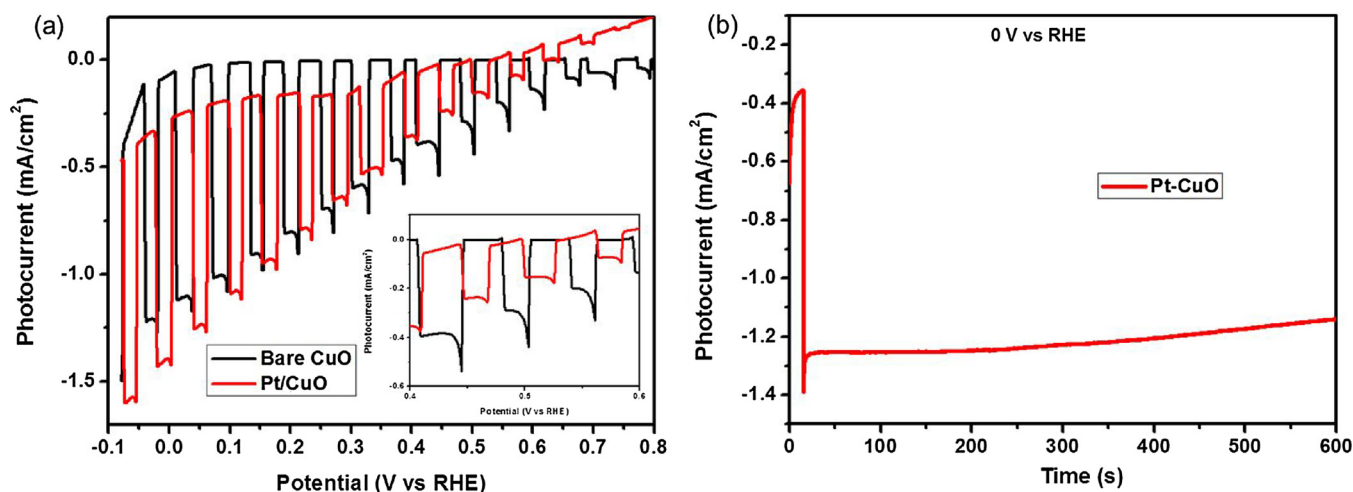 (a)
0.0
-0.5
-1.0
-1.5
Photocurrent (mA/cm²)
-0.1 0.0 0.1 0.2 0.3 0.4 0.5 0.6 0.7 0.8
Potential (V vs RHE)
Bare CuO
Pt/CuO
0.0
-0.2
-0.4
-0.6
Photocurrent (mA/cm²)
0.4 0.5 0.6
Potential (V vs RHE)
(b)
0 V vs RHE
-0.2
-0.4
-0.6
-0.8
-1.0
-1.2
-1.4
Photocurrent (mA/cm²)
Pt-CuO
0 100 200 300 400 500 600
Time (s)